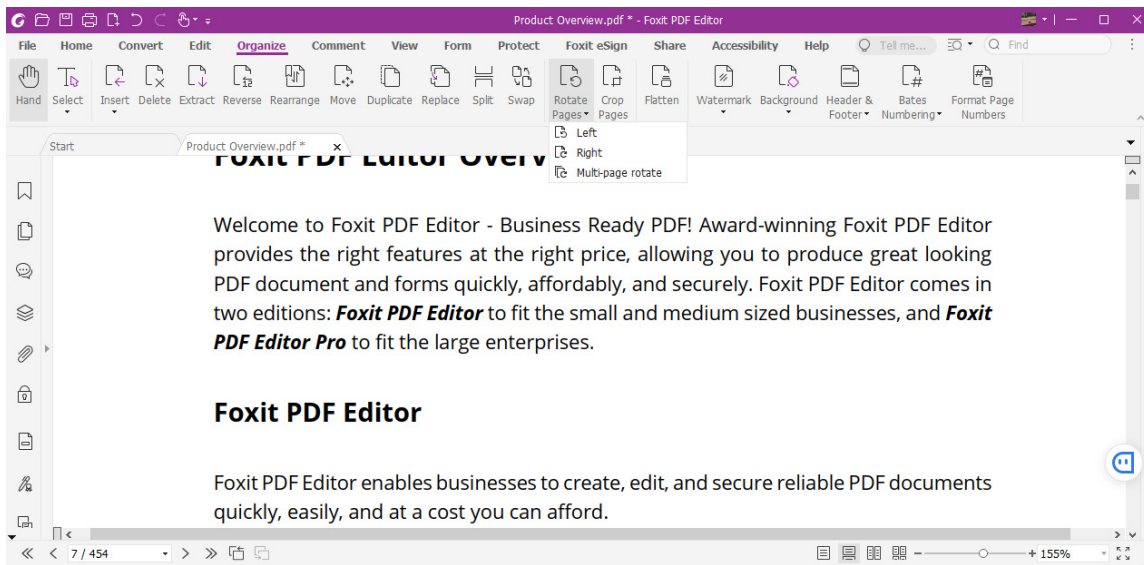 Product Overview.pdf * - Foxit PDF Editor
File Home Convert Edit Organize Comment View Form Protect Foxit eSign Share Accessibility Help Tell me... Find
Hand Select Insert Delete Extract Reverse Rearrange Move Duplicate Replace Split Swap Rotate Pages Crop Pages Flatten Watermark Background Header & Footer Bates Numbering Format Page Numbers
Left
Right
Multi-page rotate
Start Product Overview.pdf * x
Foxit PDF Editor Overv
Welcome to Foxit PDF Editor - Business Ready PDF! Award-winning Foxit PDF Editor
provides the right features at the right price, allowing you to produce great looking
PDF document and forms quickly, affordably, and securely. Foxit PDF Editor comes in
two editions: Foxit PDF Editor to fit the small and medium sized businesses, and Foxit
PDF Editor Pro to fit the large enterprises.
Foxit PDF Editor
Foxit PDF Editor enables businesses to create, edit, and secure reliable PDF documents
quickly, easily, and at a cost you can afford.
7 / 454 155%